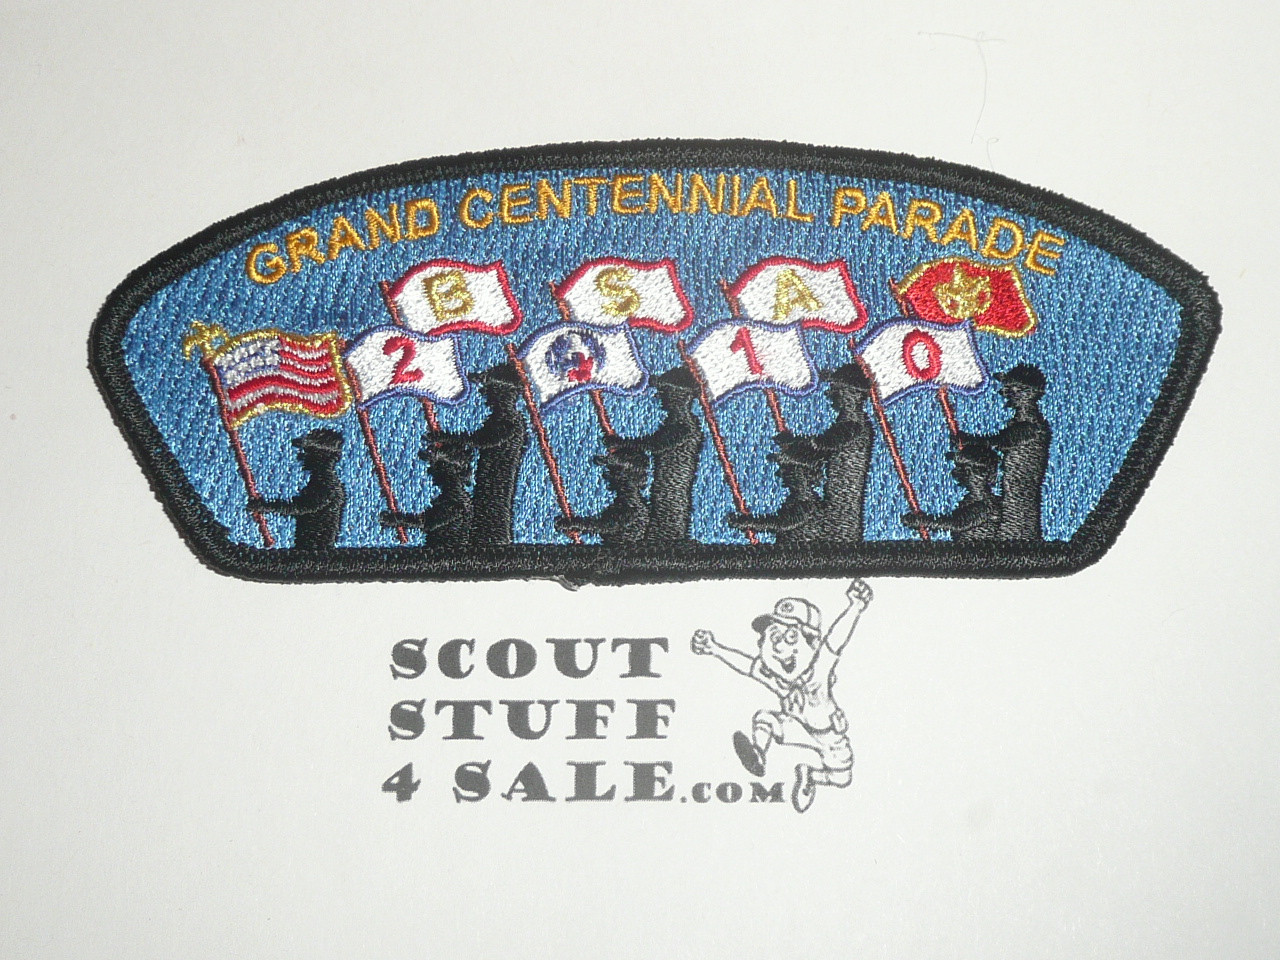 GRAND CENTENNIAL PARADE
B S A
2 1 0
SCOUT
STUFF
4 SALE.COM